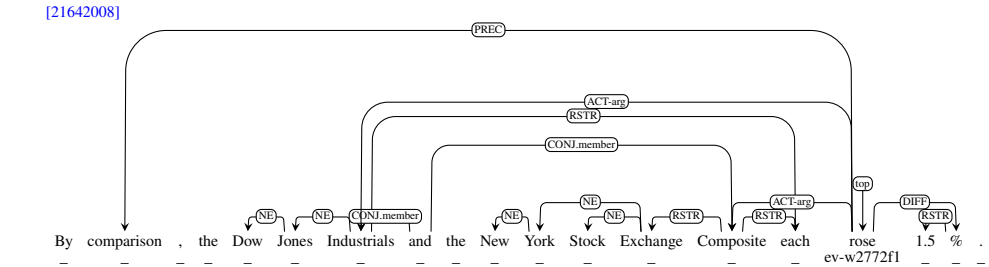 [21642008]
PREC
ACT-arg
RSTR
CONJ.member
top
NE ACT-arg DIFF
NE NE CONJ.member NE NE RSTR RSTR RSTR
By comparison , the Dow Jones Industrials and the New York Stock Exchange Composite each rose 1.5 % .
_ _ _ _ _ _ _ _ _ _ _ _ _ _ _ ev-w2772f1 _ _ _